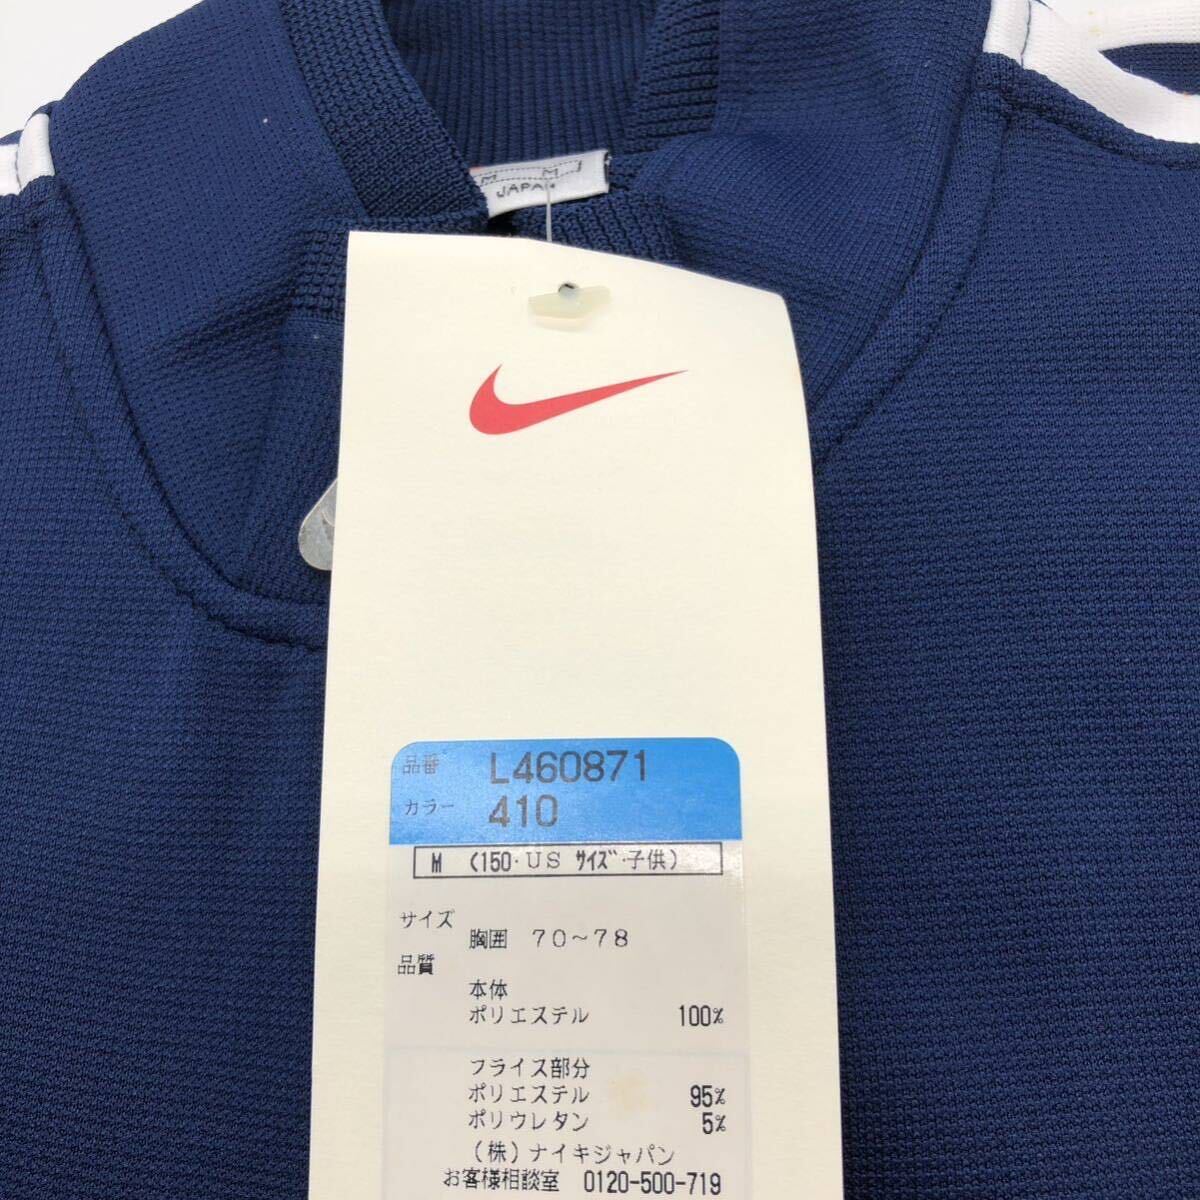 M M
JAPAN
品番 L460871
カラー 410
M (150・US サイズ・子供)
サイズ
胸囲 70~78
品質
本体
ポリエステル 100%
フライス部分
ポリエステル 95%
ポリウレタン 5%
(株)ナイキジャパン
お客様相談室 0120-500-719